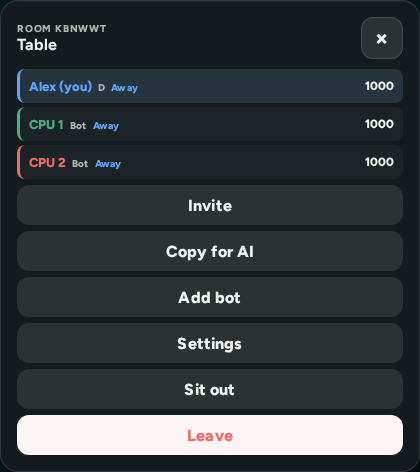 ROOM KBNWWT
Table
×
Alex (you) D Away 1000
CPU 1 Bot Away 1000
CPU 2 Bot Away 1000
Invite
Copy for AI
Add bot
Settings
Sit out
Leave